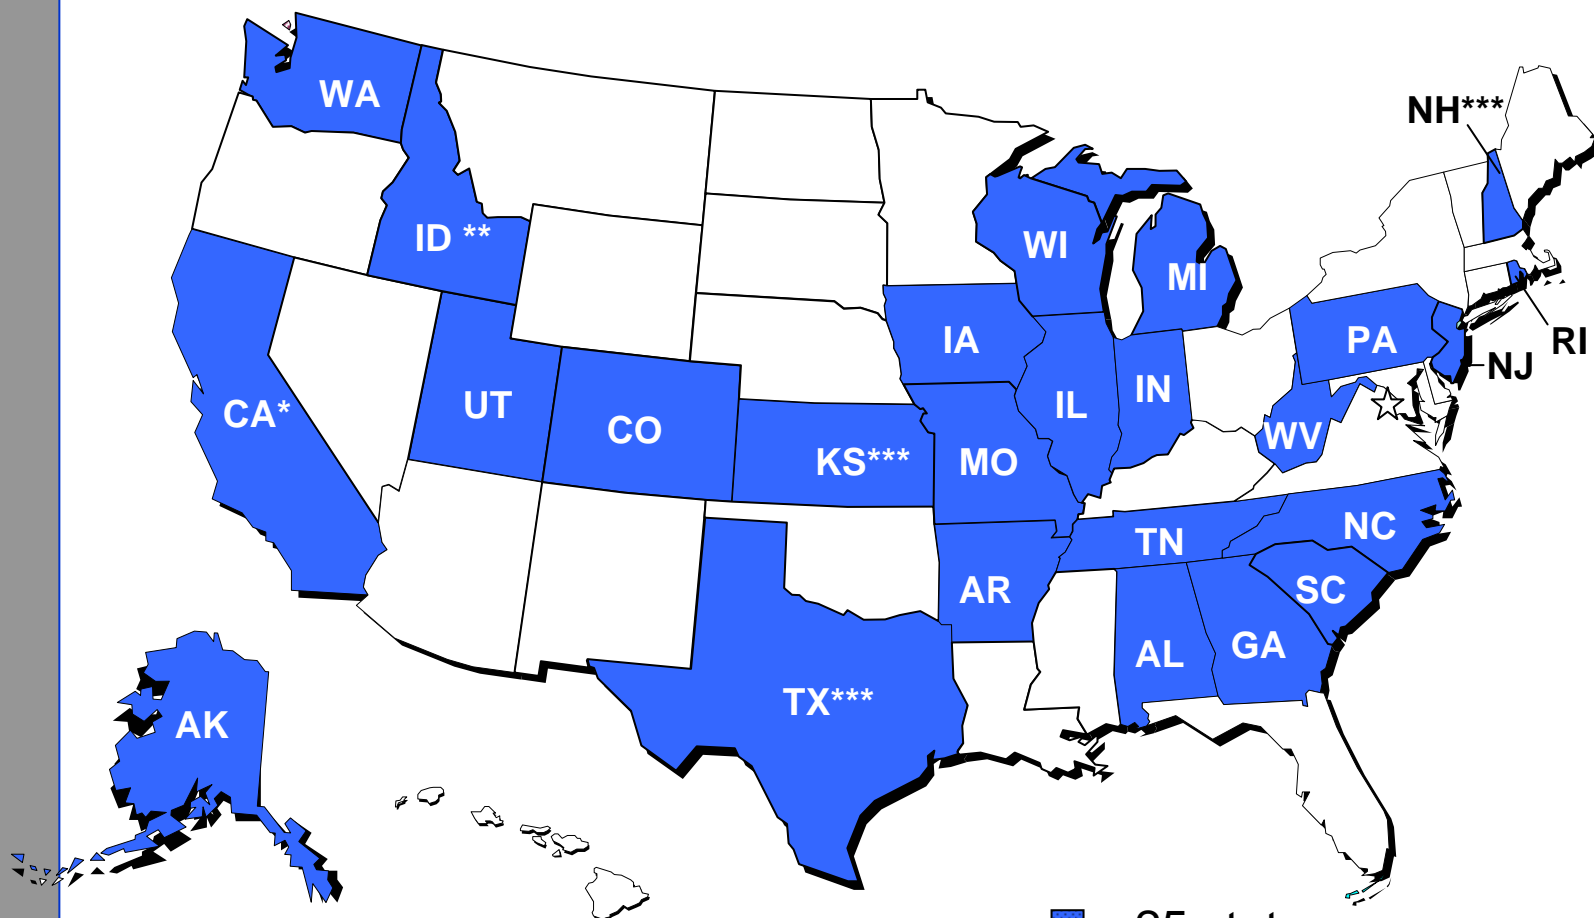 WA
NH***
ID **
WI
MI
IA
PA
RI
NJ
UT
CA*
CO
IL
IN
WV
KS***
MO
TN
NC
AR
SC
AL
GA
TX***
AK